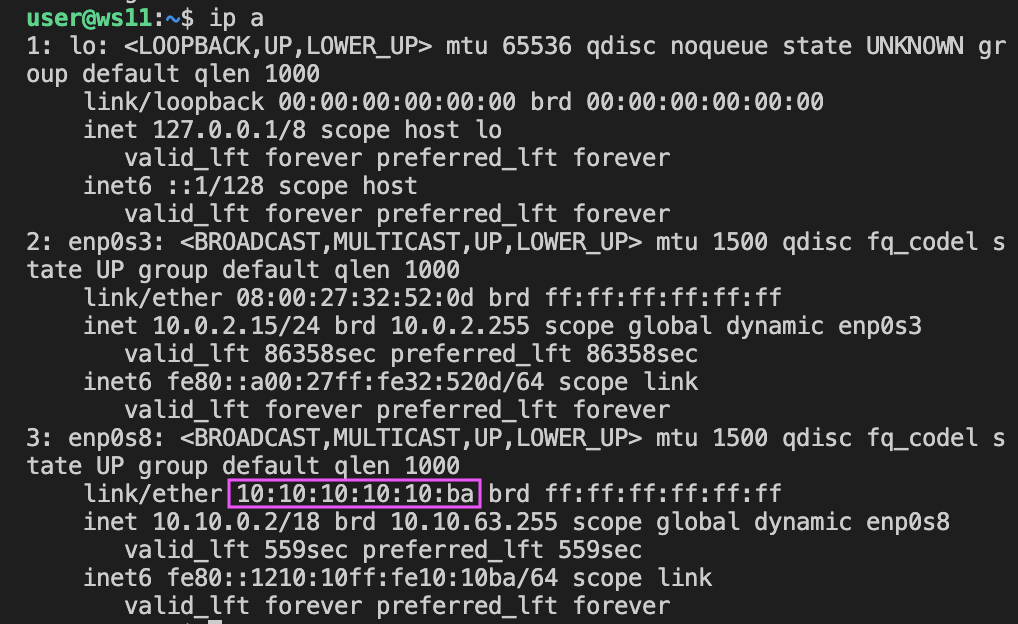 user@ws11:~$ ip a
1: lo: <LOOPBACK,UP,LOWER_UP> mtu 65536 qdisc noqueue state UNKNOWN gr
oup default qlen 1000
    link/loopback 00:00:00:00:00:00 brd 00:00:00:00:00:00
    inet 127.0.0.1/8 scope host lo
       valid_lft forever preferred_lft forever
    inet6 ::1/128 scope host
       valid_lft forever preferred_lft forever
2: enp0s3: <BROADCAST,MULTICAST,UP,LOWER_UP> mtu 1500 qdisc fq_codel s
tate UP group default qlen 1000
    link/ether 08:00:27:32:52:0d brd ff:ff:ff:ff:ff:ff
    inet 10.0.2.15/24 brd 10.0.2.255 scope global dynamic enp0s3
       valid_lft 86358sec preferred_lft 86358sec
    inet6 fe80::a00:27ff:fe32:520d/64 scope link
       valid_lft forever preferred_lft forever
3: enp0s8: <BROADCAST,MULTICAST,UP,LOWER_UP> mtu 1500 qdisc fq_codel s
tate UP group default qlen 1000
    link/ether 10:10:10:10:10:ba brd ff:ff:ff:ff:ff:ff
    inet 10.10.0.2/18 brd 10.10.63.255 scope global dynamic enp0s8
       valid_lft 559sec preferred_lft 559sec
    inet6 fe80::1210:10ff:fe10:10ba/64 scope link
       valid_lft forever preferred_lft forever